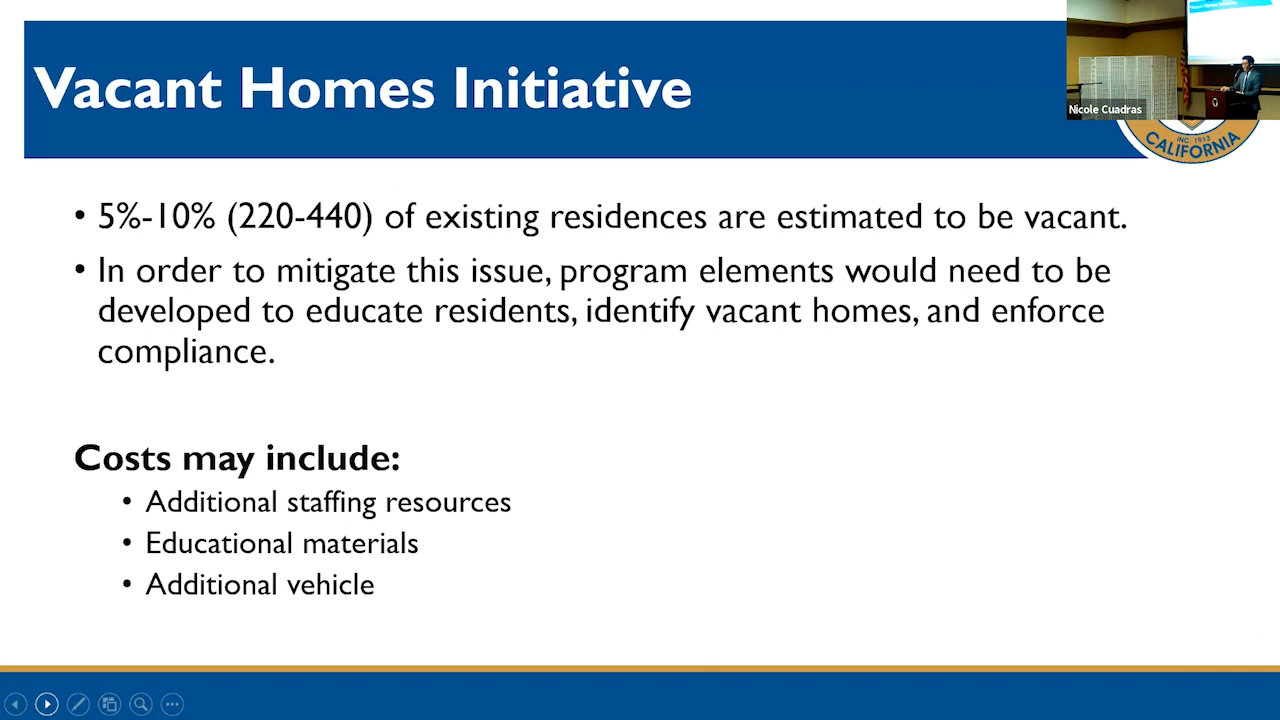 Vacant Homes Initiative
Nicole Cuadras
INC. 1913
CALIFORNIA
• 5%-10% (220-440) of existing residences are estimated to be vacant.
• In order to mitigate this issue, program elements would need to be
developed to educate residents, identify vacant homes, and enforce
compliance.
Costs may include:
• Additional staffing resources
• Educational materials
• Additional vehicle